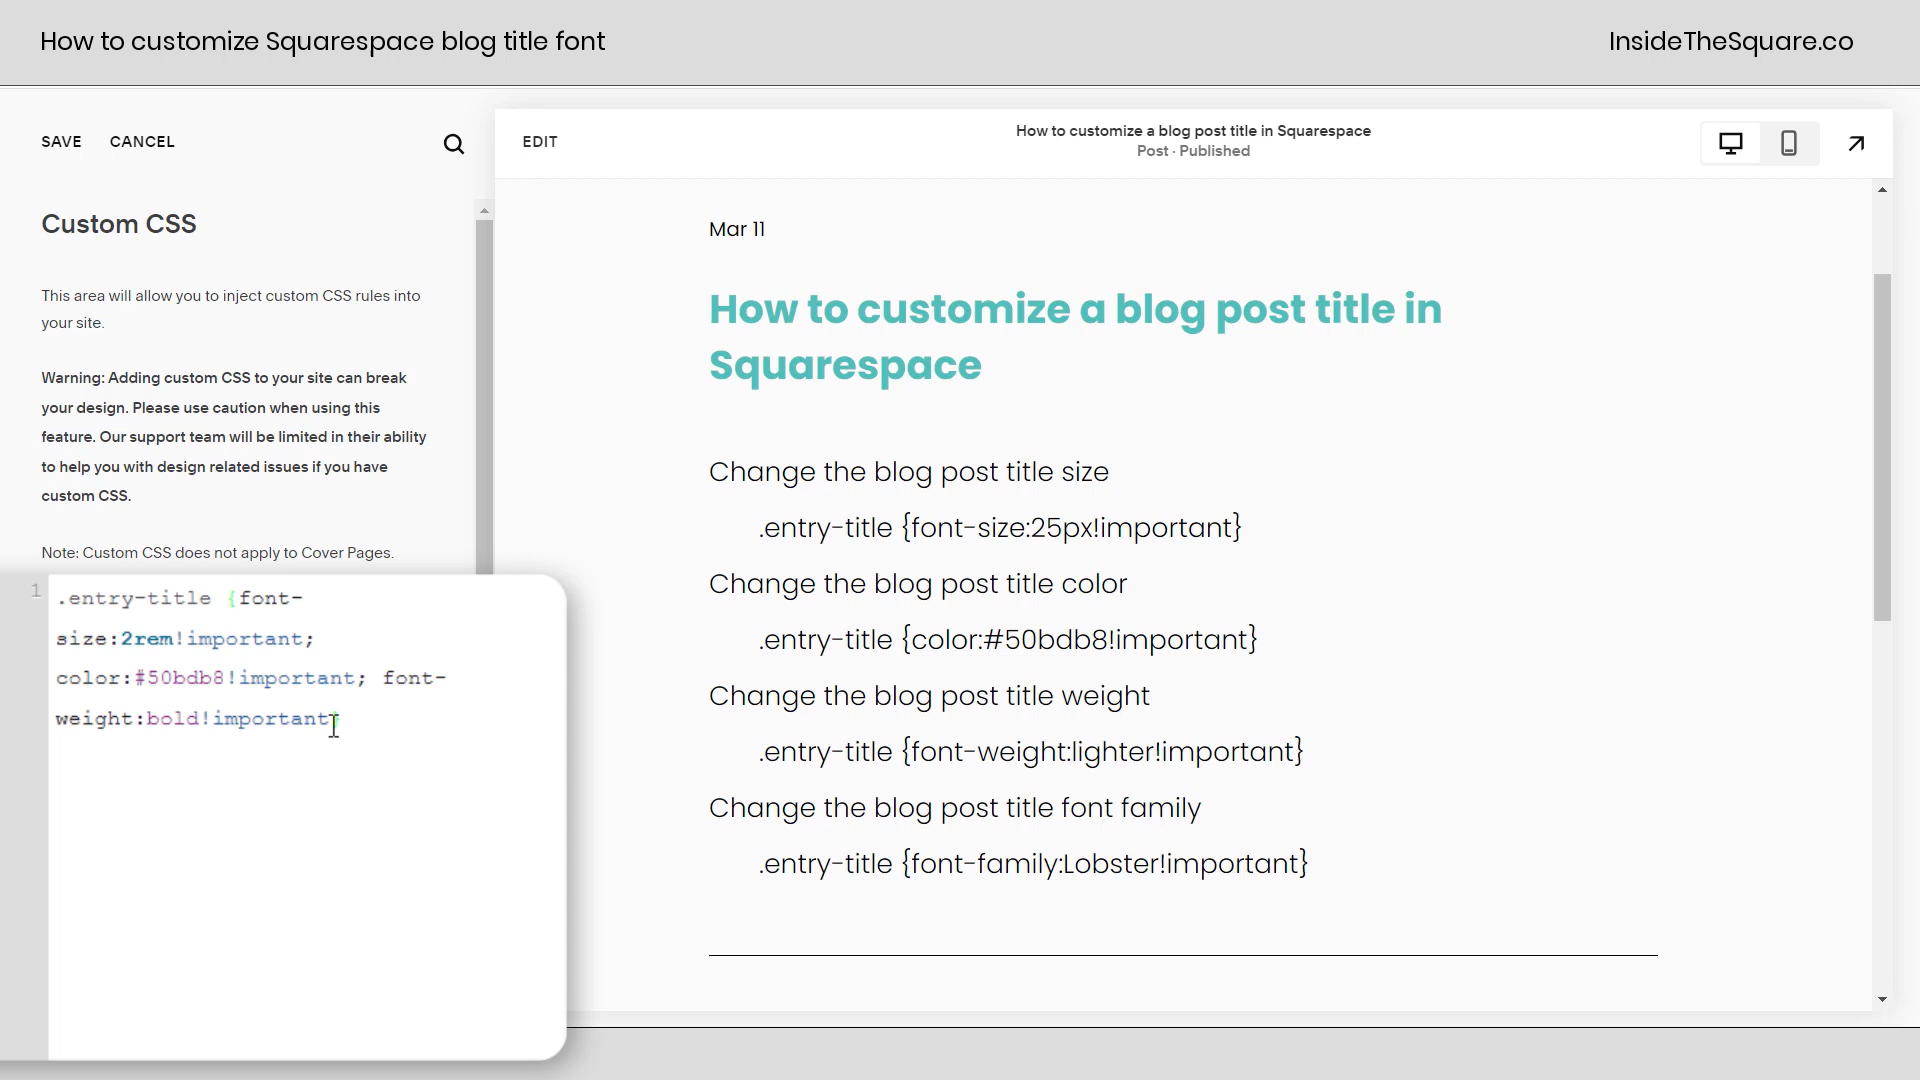 How to customize Squarespace blog title font
InsideTheSquare.co
SAVE CANCEL
EDIT
How to customize a blog post title in Squarespace
Post · Published
Custom CSS
This area will allow you to inject custom CSS rules into
your site.
Warning: Adding custom CSS to your site can break
your design. Please use caution when using this
feature. Our support team will be limited in their ability
to help you with design related issues if you have
custom CSS.
Note: Custom CSS does not apply to Cover Pages.
1
.entry-title {font-
size:2rem!important;
color:#50bdb8!important; font-
weight:bold!important}
Mar 11
How to customize a blog post title in
Squarespace
Change the blog post title size
.entry-title {font-size:25px!important}
Change the blog post title color
.entry-title {color:#50bdb8!important}
Change the blog post title weight
.entry-title {font-weight:lighter!important}
Change the blog post title font family
.entry-title {font-family:Lobster!important}